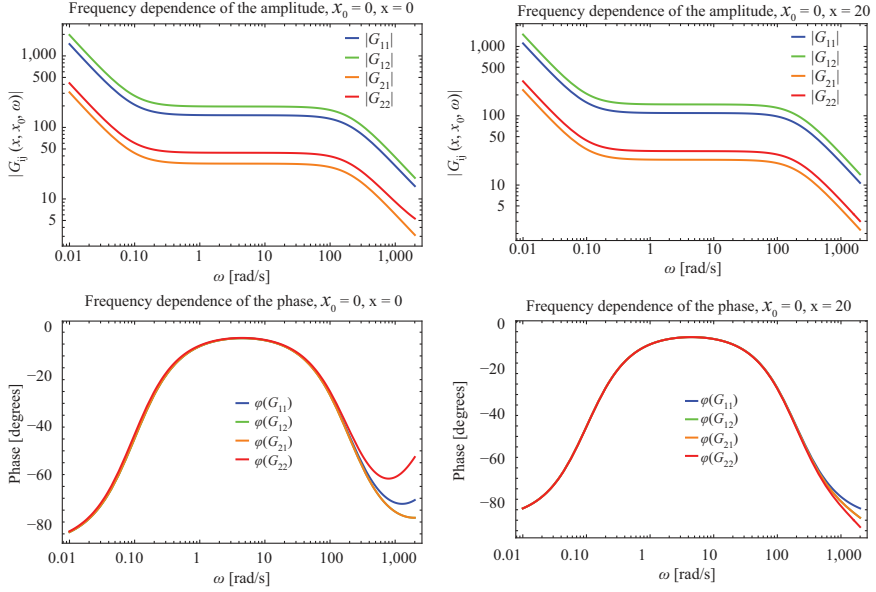 Frequency dependence of the amplitude, x₀ = 0, x = 0
|Gᵢⱼ (x, x₀, ω)|
1,000
500
100
50
10
5
|G₁₁|
|G₁₂|
|G₂₁|
|G₂₂|
0.01
0.10
1
10
100
1,000
ω [rad/s]
Frequency dependence of the amplitude, x₀ = 0, x = 20
|Gᵢⱼ (x, x₀, ω)|
1,000
500
100
50
10
5
|G₁₁|
|G₁₂|
|G₂₁|
|G₂₂|
0.01
0.10
1
10
100
1,000
ω [rad/s]
Frequency dependence of the phase, x₀ = 0, x = 0
Phase [degrees]
0
−20
−40
−60
−80
φ(G₁₁)
φ(G₁₂)
φ(G₂₁)
φ(G₂₂)
0.01
0.10
1
10
100
1,000
ω [rad/s]
Frequency dependence of the phase, x₀ = 0, x = 20
Phase [degrees]
0
−20
−40
−60
−80
φ(G₁₁)
φ(G₁₂)
φ(G₂₁)
φ(G₂₂)
0.01
0.10
1
10
100
1,000
ω [rad/s]